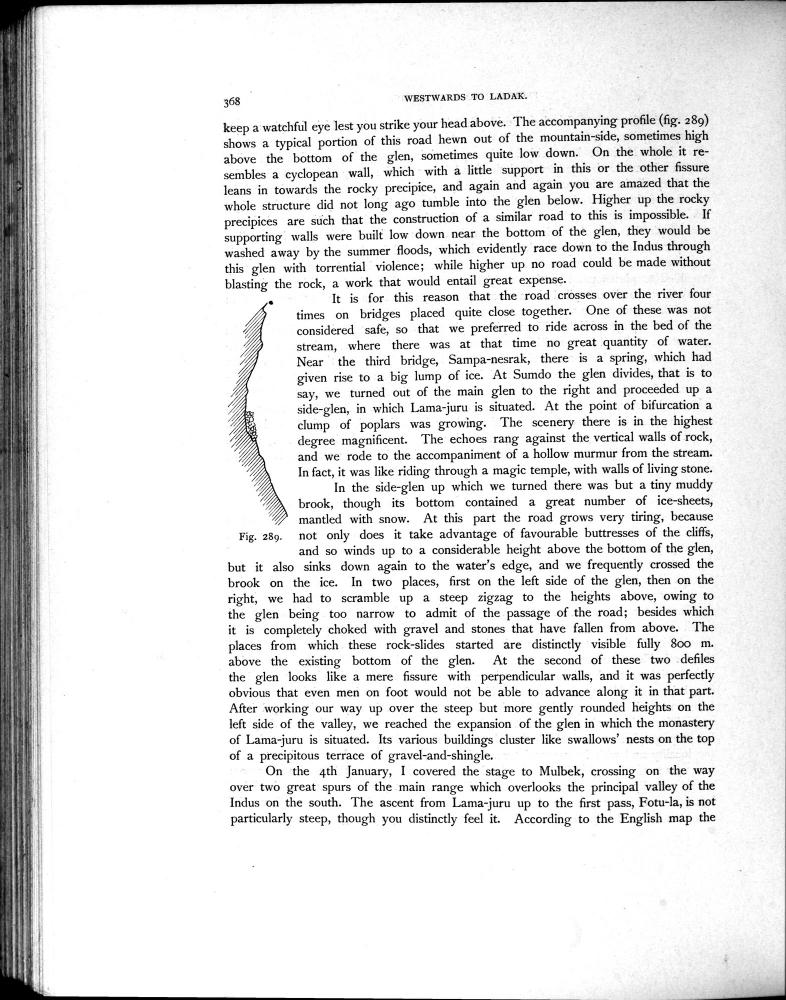 368
WESTWARDS TO LADAK.
keep a watchful eye lest you strike your head above. The accompanying profile (fig. 289)
shows a typical portion of this road hewn out of the mountain-side, sometimes high
above the bottom of the glen, sometimes quite low down. On the whole it re-
sembles a cyclopean wall, which with a little support in this or the other fissure
leans in towards the rocky precipice, and again and again you are amazed that the
whole structure did not long ago tumble into the glen below. Higher up the rocky
precipices are such that the construction of a similar road to this is impossible. If
supporting walls were built low down near the bottom of the glen, they would be
washed away by the summer floods, which evidently race down to the Indus through
this glen with torrential violence; while higher up no road could be made without
blasting the rock, a work that would entail great expense.
It is for this reason that the road crosses over the river four
times on bridges placed quite close together. One of these was not
considered safe, so that we preferred to ride across in the bed of the
stream, where there was at that time no great quantity of water.
Near the third bridge, Sampa-nesrak, there is a spring, which had
given rise to a big lump of ice. At Sumdo the glen divides, that is to
say, we turned out of the main glen to the right and proceeded up a
side-glen, in which Lama-juru is situated. At the point of bifurcation a
clump of poplars was growing. The scenery there is in the highest
degree magnificent. The echoes rang against the vertical walls of rock,
and we rode to the accompaniment of a hollow murmur from the stream.
In fact, it was like riding through a magic temple, with walls of living stone.
In the side-glen up which we turned there was but a tiny muddy
brook, though its bottom contained a great number of ice-sheets,
mantled with snow. At this part the road grows very tiring, because
Fig. 289.
not only does it take advantage of favourable buttresses of the cliffs,
and so winds up to a considerable height above the bottom of the glen,
but it also sinks down again to the water's edge, and we frequently crossed the
brook on the ice. In two places, first on the left side of the glen, then on the
right, we had to scramble up a steep zigzag to the heights above, owing to
the glen being too narrow to admit of the passage of the road; besides which
it is completely choked with gravel and stones that have fallen from above. The
places from which these rock-slides started are distinctly visible fully 800 m.
above the existing bottom of the glen. At the second of these two defiles
the glen looks like a mere fissure with perpendicular walls, and it was perfectly
obvious that even men on foot would not be able to advance along it in that part.
After working our way up over the steep but more gently rounded heights on the
left side of the valley, we reached the expansion of the glen in which the monastery
of Lama-juru is situated. Its various buildings cluster like swallows' nests on the top
of a precipitous terrace of gravel-and-shingle.
On the 4th January, I covered the stage to Mulbek, crossing on the way
over two great spurs of the main range which overlooks the principal valley of the
Indus on the south. The ascent from Lama-juru up to the first pass, Fotu-la, is not
particularly steep, though you distinctly feel it. According to the English map the